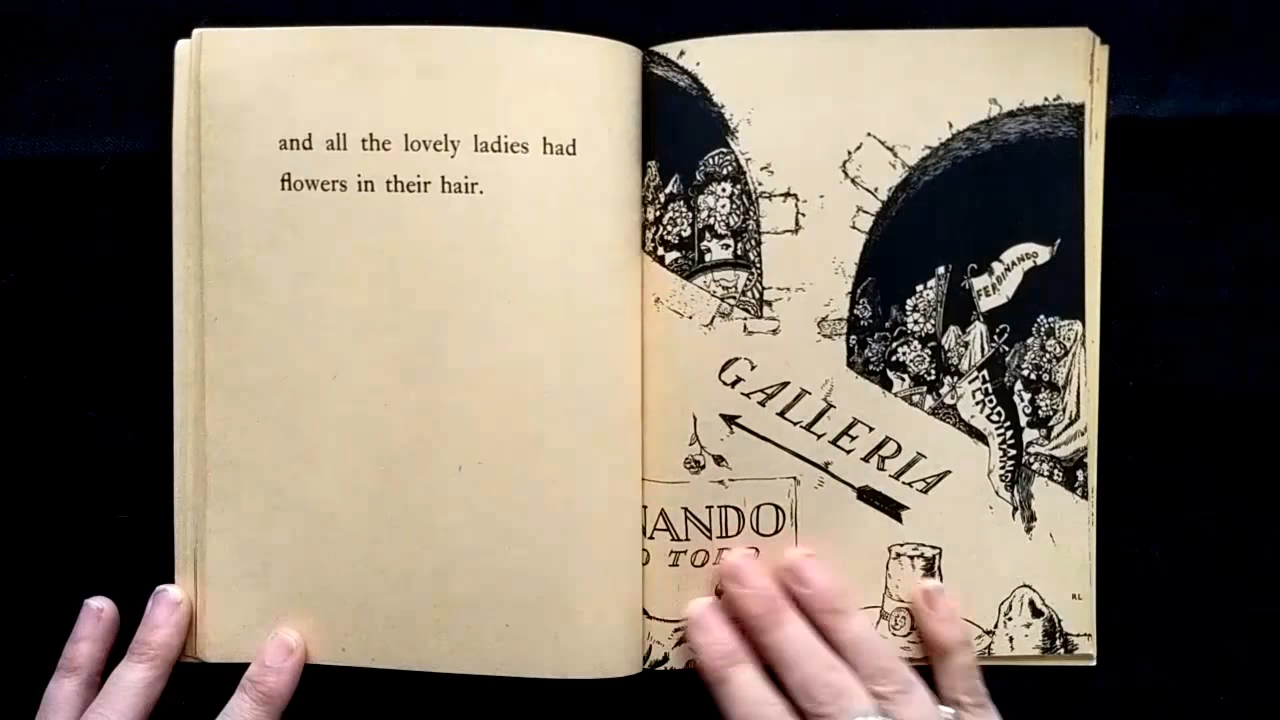 and all the lovely ladies had
flowers in their hair.
FERDINANDO
FERDINANDO
GALLERIA
NANDO
RL